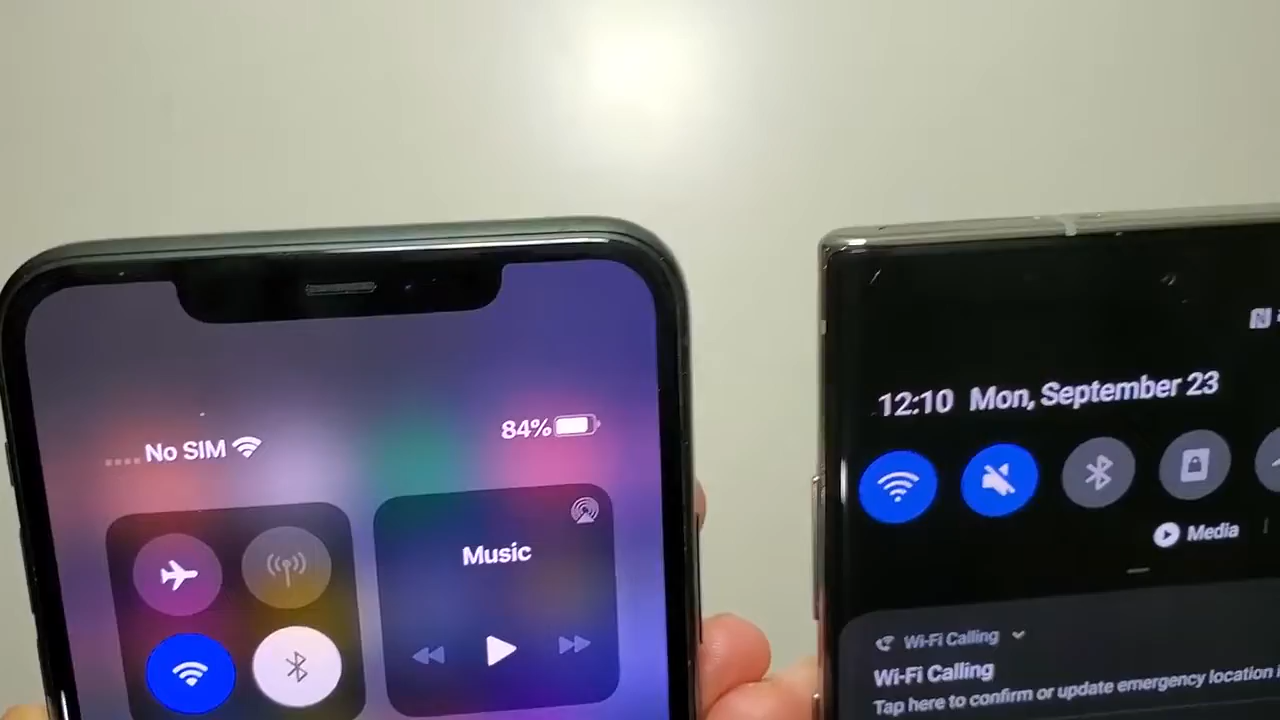 No SIM
84%
Music
12:10 Mon, September 23
Media
Wi-Fi Calling
Wi-Fi Calling
Tap here to confirm or update emergency location